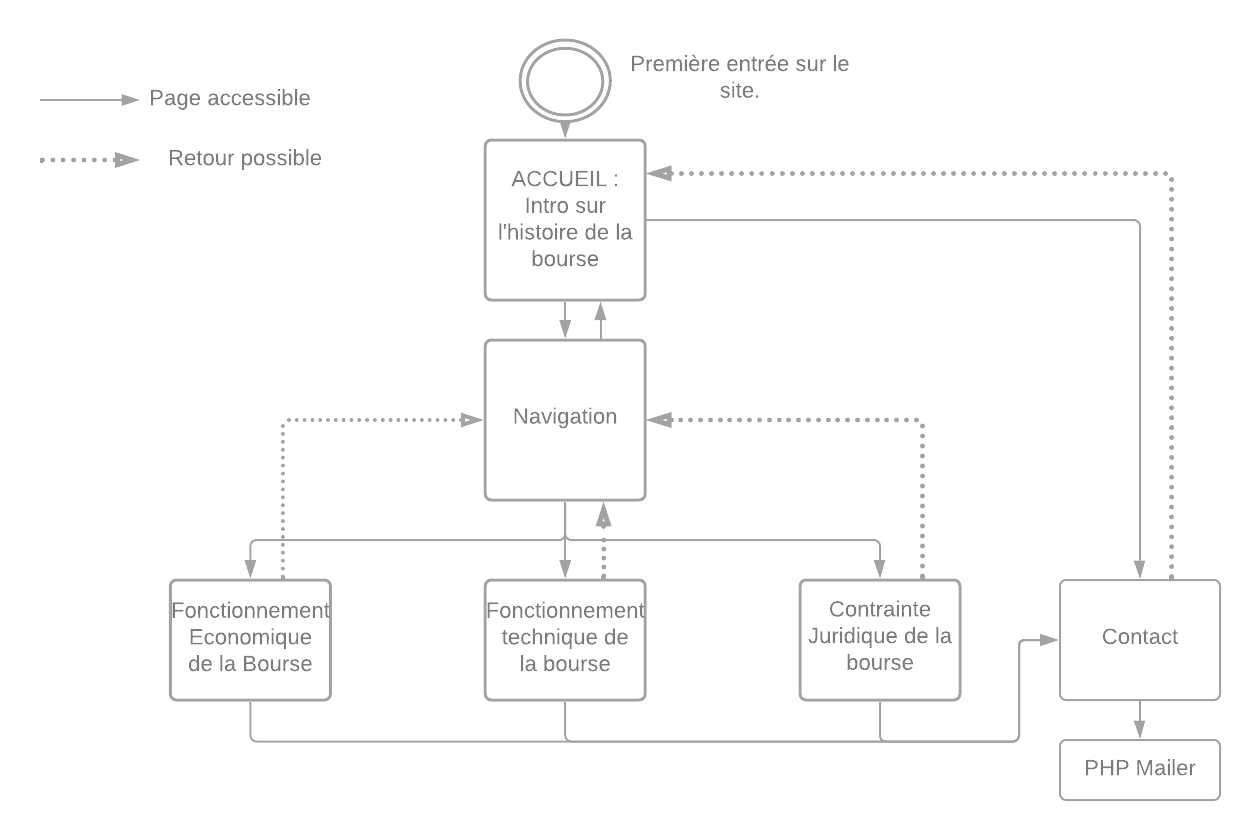 Première entrée sur le
site.
Page accessible
Retour possible
ACCUEIL :
Intro sur
l'histoire de la
bourse
Navigation
Fonctionnement
Economique
de la Bourse
Fonctionnement
technique de
la bourse
Contrainte
Juridique de la
bourse
Contact
PHP Mailer